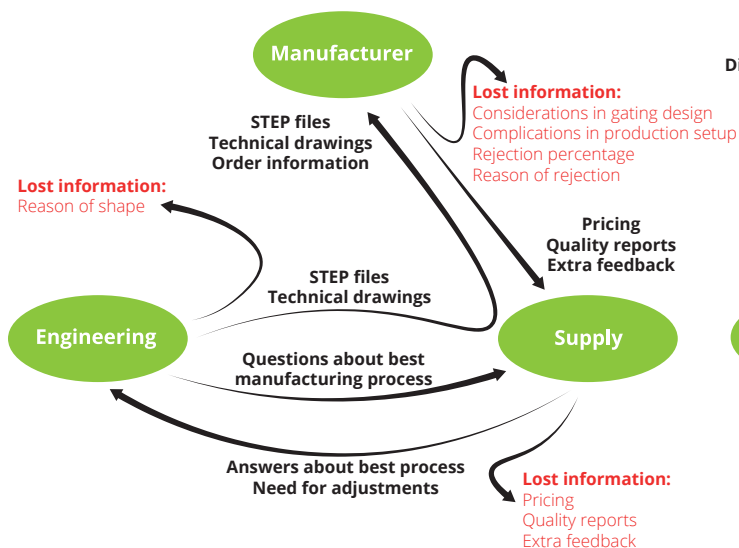 Manufacturer
Di
Lost information:
Considerations in gating design
Complications in production setup
Rejection percentage
Reason of rejection
STEP files
Technical drawings
Order information
Lost information:
Reason of shape
Pricing
Quality reports
Extra feedback
STEP files
Technical drawings
Engineering
Supply
Questions about best
manufacturing process
Answers about best process
Need for adjustments
Lost information:
Pricing
Quality reports
Extra feedback